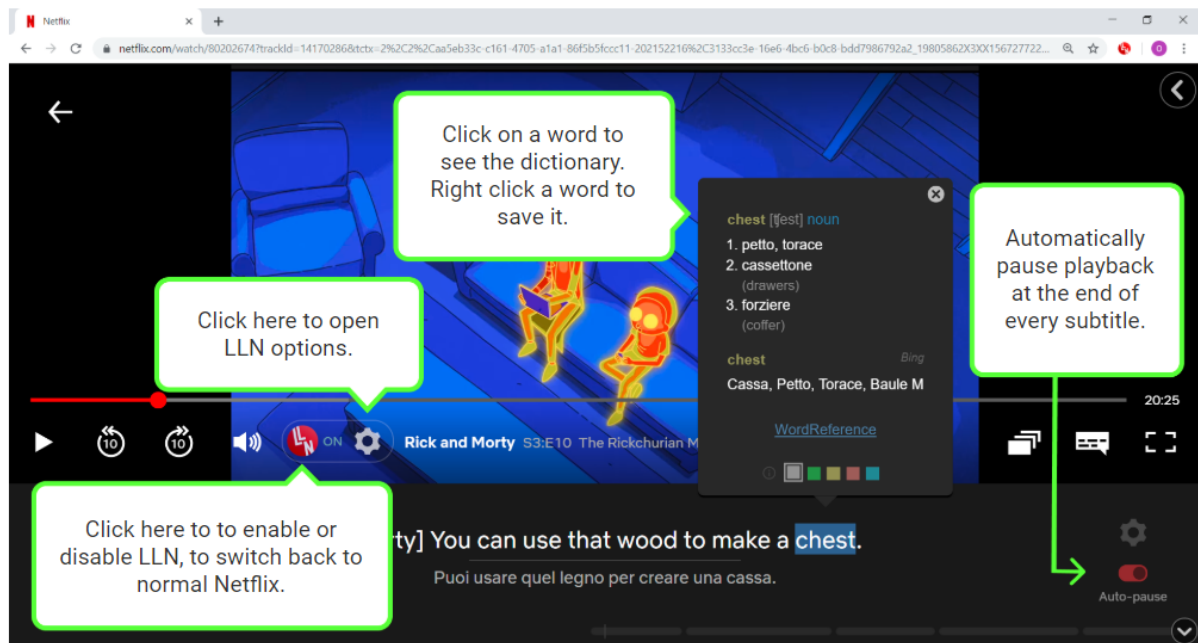 Netflix
netflix.com/watch/80202674?trackId=14170286&tctx=2%2C2%2Caa5eb33c-c161-4705-a1a1-86f5b5fccc11-202152216%2C3133cc3e-16e6-4bc6-b0c8-bdd7986792a2_19805862X3XX156727722...
Click on a word to
see the dictionary.
Right click a word to
save it.
chest [tʃest] noun
1. petto, torace
2. cassettone
(drawers)
3. forziere
(coffer)
chest Bing
Cassa, Petto, Torace, Baule M
WordReference
Automatically
pause playback
at the end of
every subtitle.
Click here to open
LLN options.
20:25
10
10
LLN ON
Rick and Morty S3:E10 The Rickchurian M
Click here to to enable or
disable LLN, to switch back to
normal Netflix.
ty] You can use that wood to make a chest.
Puoi usare quel legno per creare una cassa.
Auto-pause